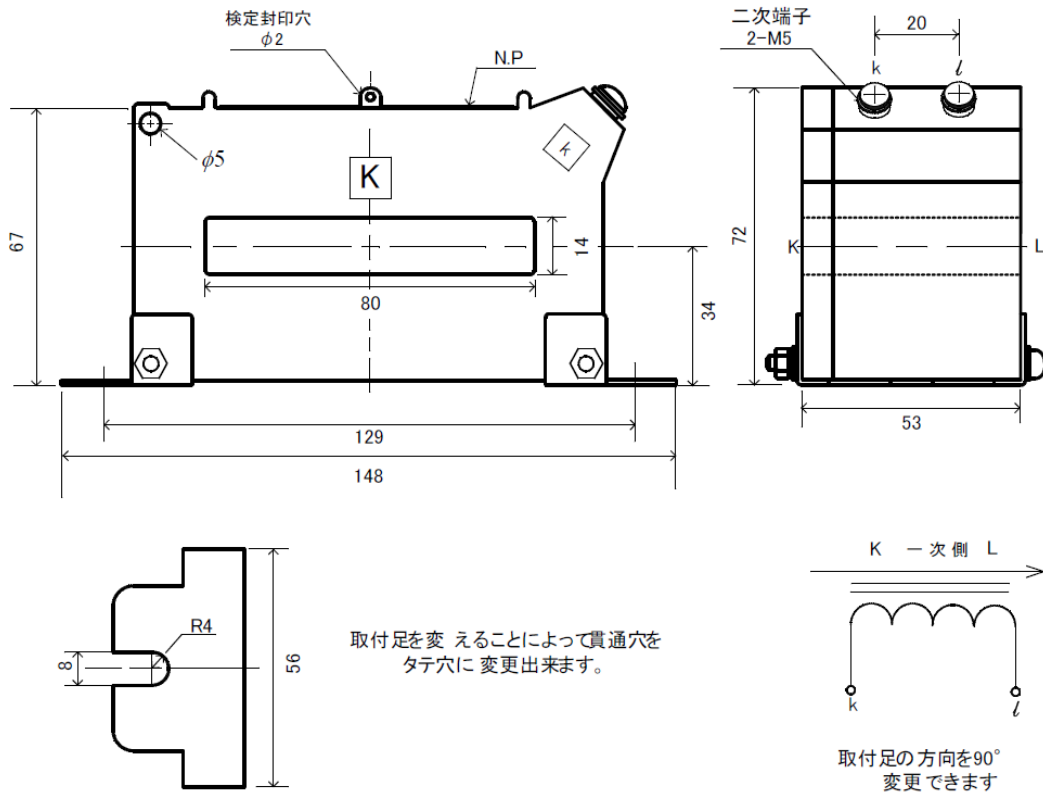 検定封印穴
φ2
N.P
φ5
K
k
67
14
80
34
129
148
二次端子
2-M5
20
k
ℓ
72
K
L
53
R4
8
56
取付足を変えることによって貫通穴を
タテ穴に変更出来ます。
K 一次側 L
k
ℓ
取付足の方向を90°
変更できます